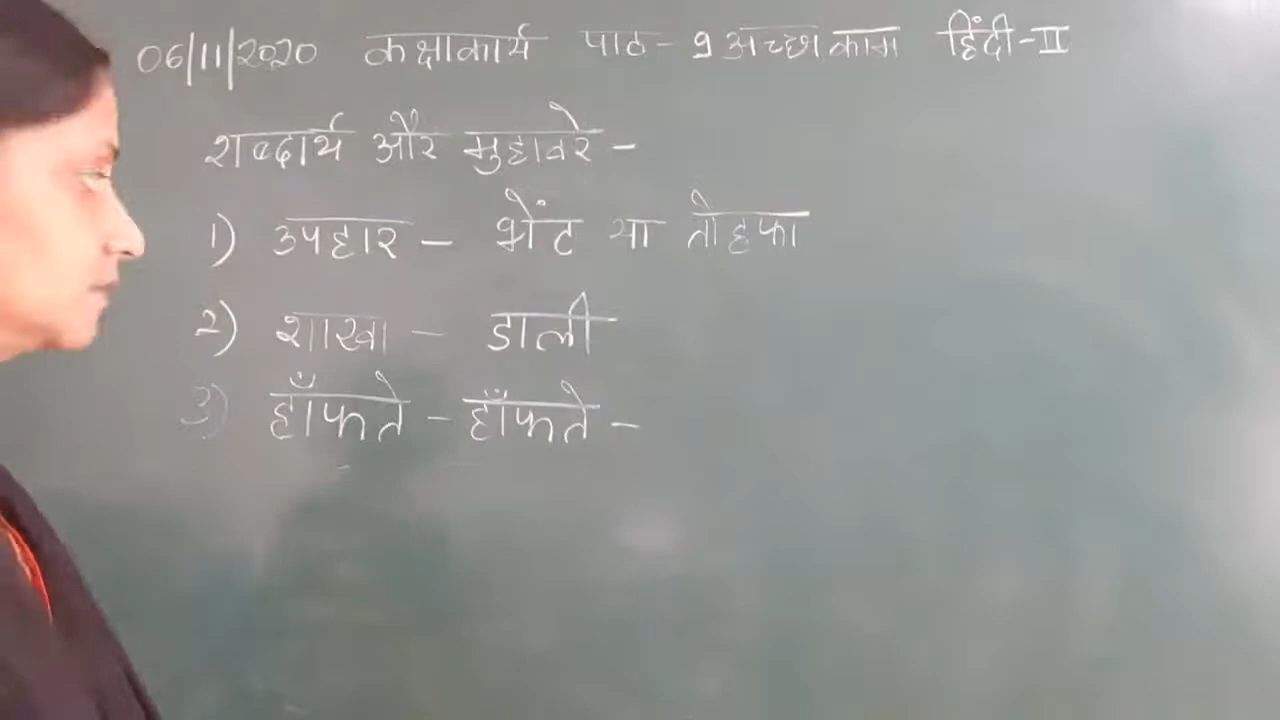 06/11/2020 कक्षाकार्य पाठ- 9 अच्छा काम हिंदी-II
शब्दार्थ और मुहावरे -
1) उपहार - भेंट या तोहफा
2) शाखा - डाली
3) हाँफते - हाँफते -